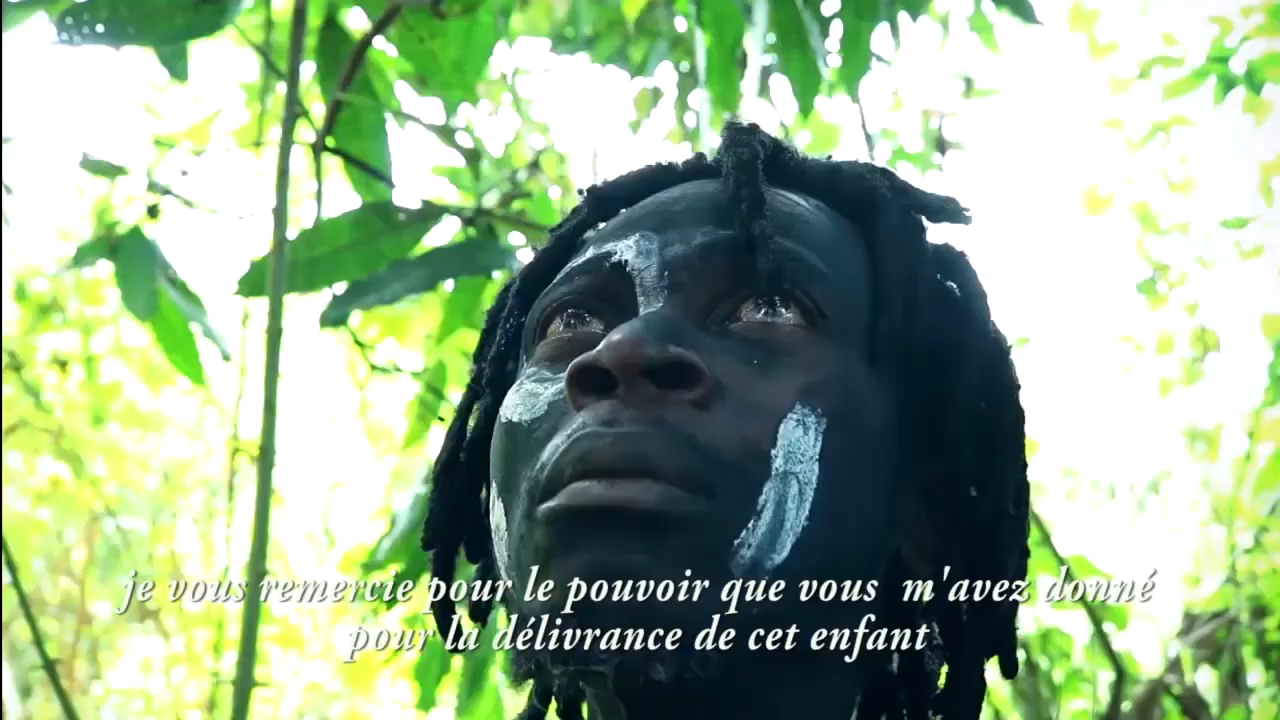 je vous remercie pour le pouvoir que vous m'avez donné
pour la délivrance de cet enfant